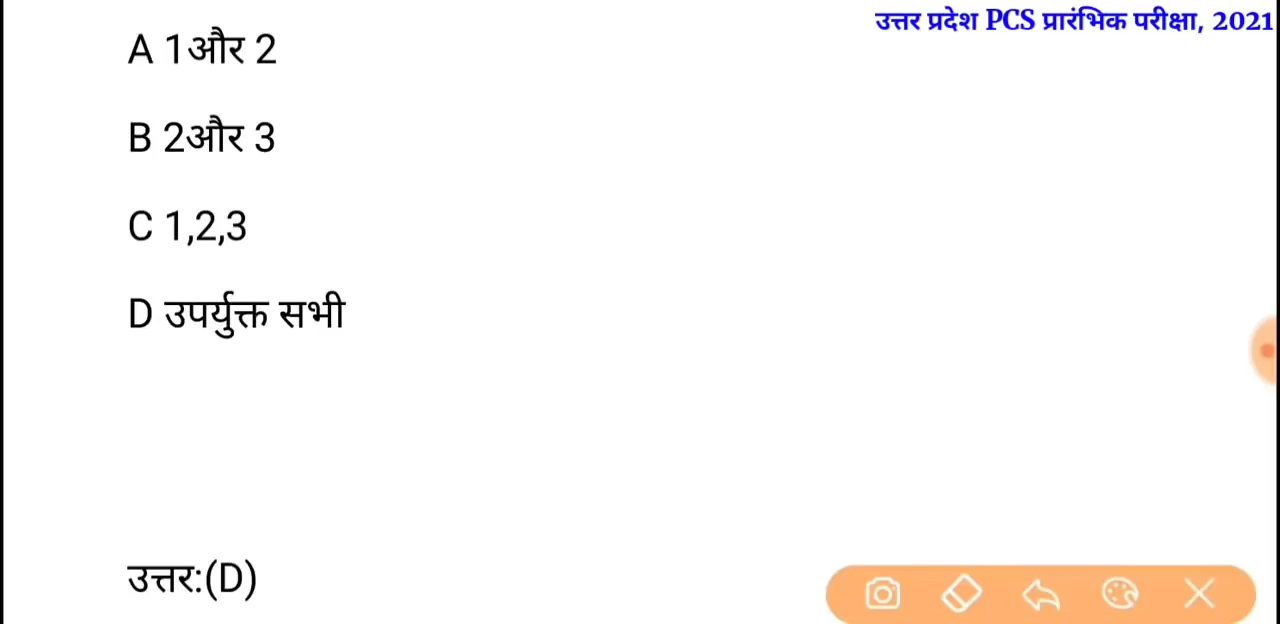 उत्तर प्रदेश PCS प्रारंभिक परीक्षा, 2021
A 1और 2
B 2और 3
C 1,2,3
D उपर्युक्त सभी
उत्तर:(D)